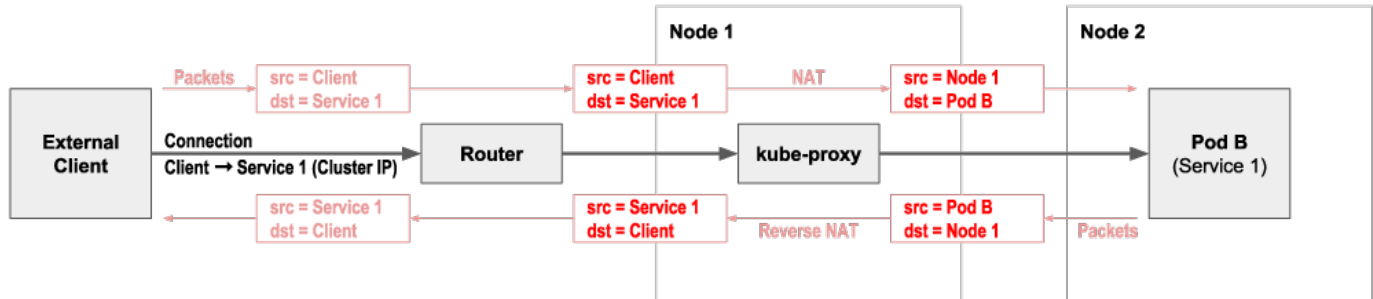 Node 1
Node 2
Packets
src = Client
dst = Service 1
src = Client
dst = Service 1
NAT
src = Node 1
dst = Pod B
External
Client
Connection
Client → Service 1 (Cluster IP)
Router
kube-proxy
Pod B
(Service 1)
src = Service 1
dst = Client
src = Service 1
dst = Client
Reverse NAT
src = Pod B
dst = Node 1
Packets